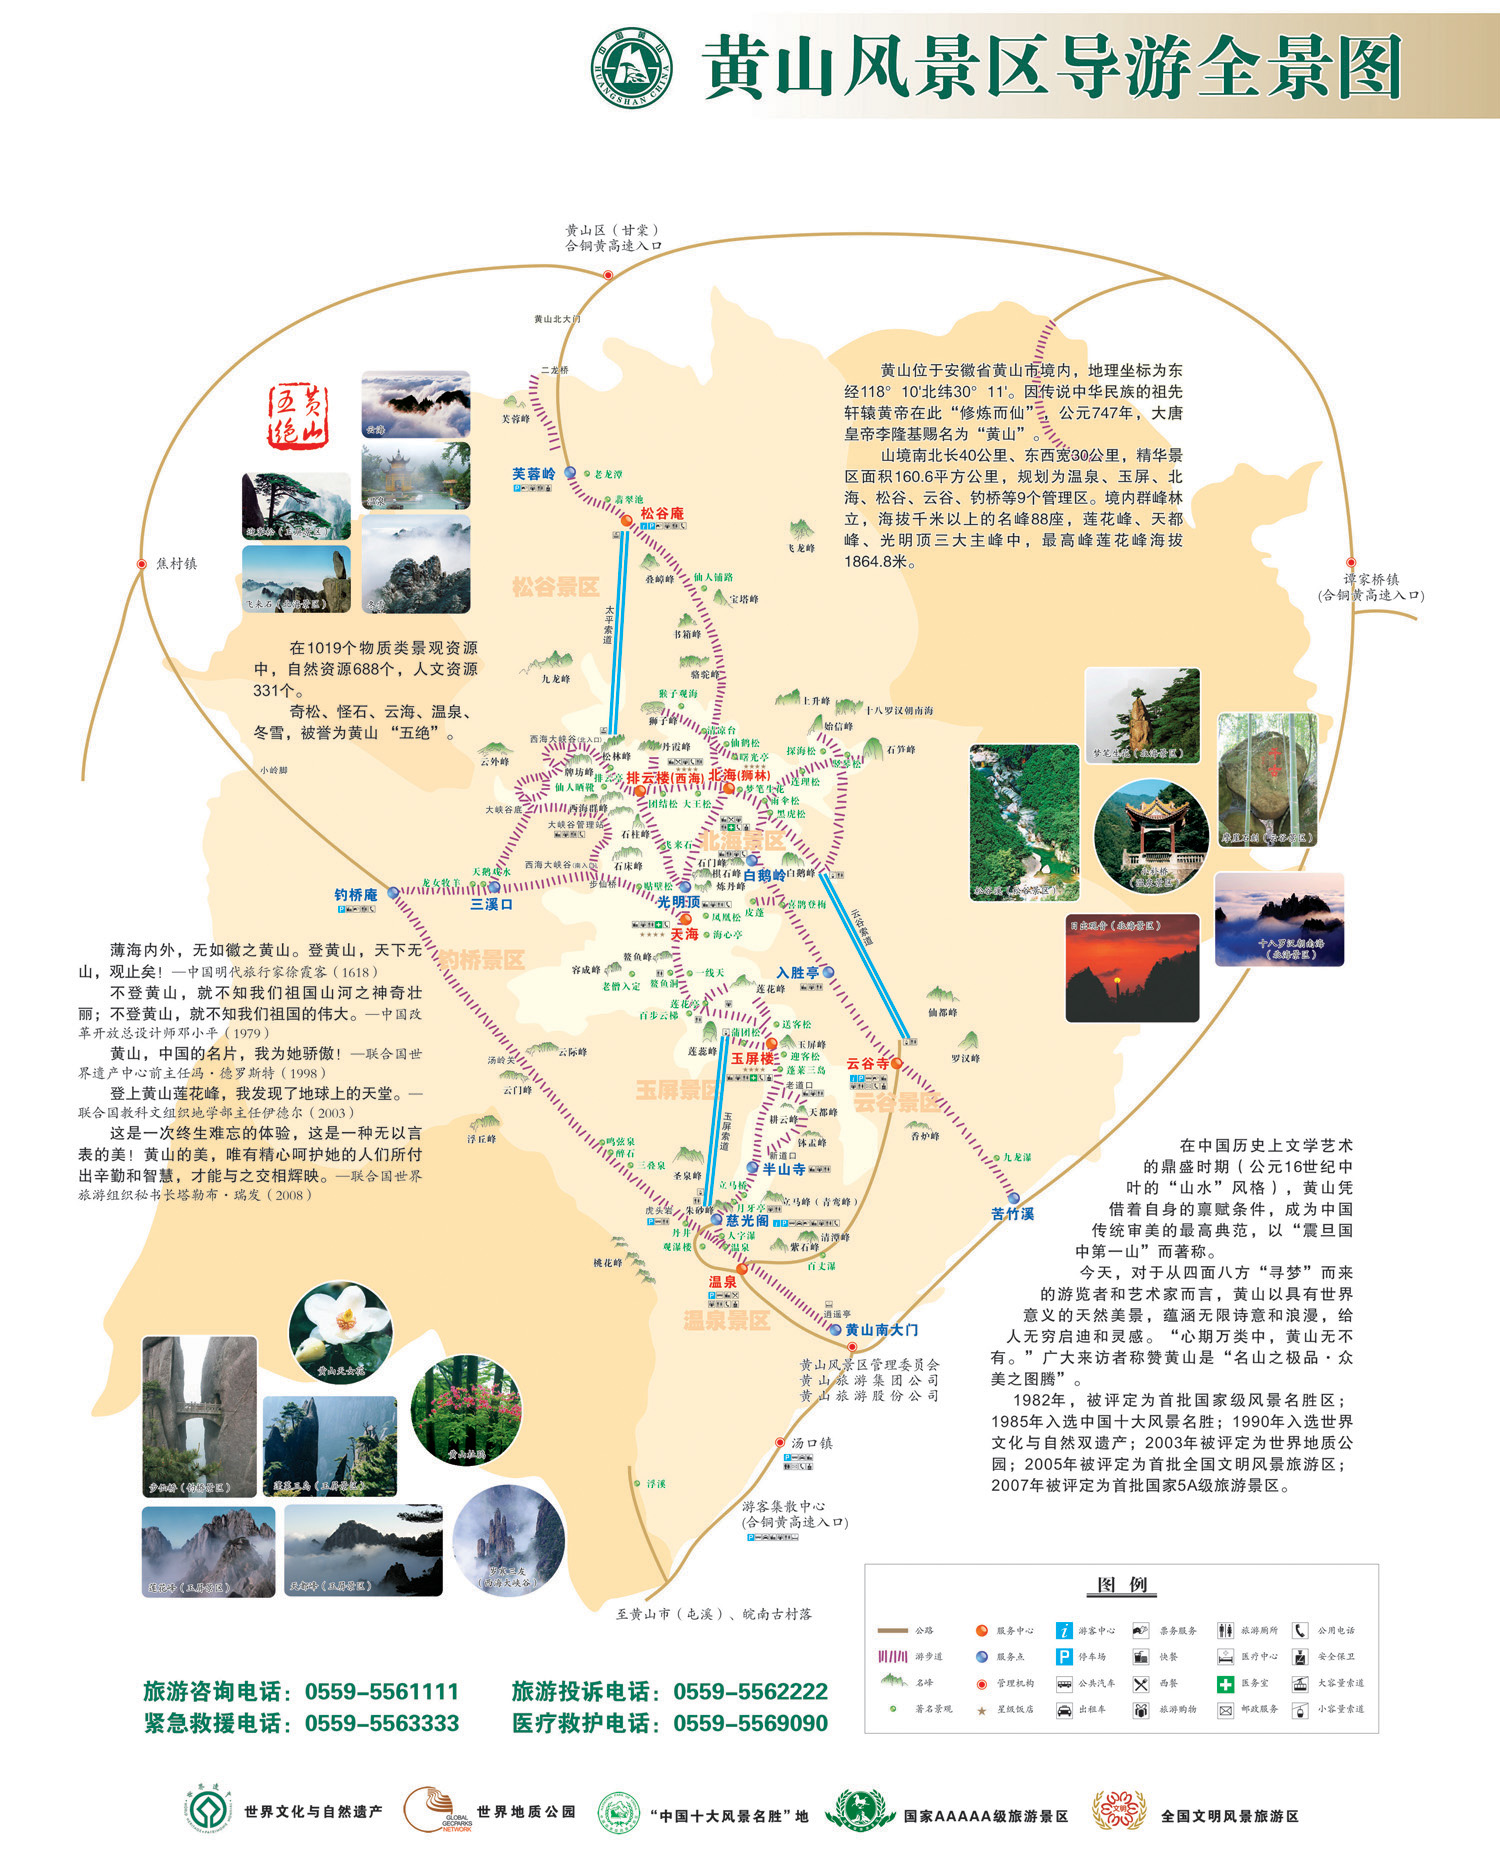 中国黄山
HUANGSHAN CHINA
黄山风景区导游全景图
黄山区（甘棠）
合铜黄高速入口
黄山北大门
二龙桥
芙蓉峰
芙蓉岭
老龙潭
翡翠池
松谷庵
黄山
五绝
云海
温泉
迎客松（玉屏景区）
飞来石（北海景区）
冬雪
焦村镇
黄山位于安徽省黄山市境内，地理坐标为东
经118° 10'北纬30° 11'。因传说中华民族的祖先
轩辕黄帝在此“修炼而仙”，公元747年，大唐
皇帝李隆基赐名为“黄山”。
山境南北长40公里、东西宽30公里，精华景
区面积160.6平方公里，规划为温泉、玉屏、北
海、松谷、云谷、钓桥等9个管理区。境内群峰林
立，海拔千米以上的名峰88座，莲花峰、天都
峰、光明顶三大主峰中，最高峰莲花峰海拔
1864.8米。
飞龙峰
谭家桥镇
(合铜黄高速入口)
松谷景区
叠嶂峰
仙人铺路
宝塔峰
太平索道
书箱峰
骆驼峰
九龙峰
在1019个物质类景观资源
中，自然资源688个，人文资源
331个。
奇松、怪石、云海、温泉、
冬雪，被誉为黄山 “五绝”。
小岭脚
猴子观海
狮子峰
清凉台
上升峰
十八罗汉朝南海
始信峰
石笋峰
西海大峡谷(北入口)
云外峰
松林峰
丹霞峰
仙鹤松
曙光亭
探海松
竖琴松
牌坊峰
排云亭
仙人晒靴
排云楼(西海)
北海(狮林)
连理松
梦笔生花
大峡谷底
西海群峰
团结松
大王松
雨伞松
黑虎松
大峡谷管理站
石柱峰
北海景区
飞来石
西海大峡谷(南入口)
石床峰
石门峰
棋石峰
白鹅岭
白鹅峰
天鹅戏水
龙女牧羊
钓桥庵
三溪口
步仙桥
贴壁松
炼丹峰
光明顶
皮蓬
喜鹊登梅
云谷索道
凤凰松
天海
海心亭
钓桥景区
鳌鱼峰
容成峰
老僧入定
鳌鱼洞
一线天
入胜亭
莲花峰
莲花亭
百步云梯
仙都峰
罗汉峰
梦笔生花（北海景区）
松谷溪（松谷景区）
（温泉景区）
摩崖石刻（云谷景区）
日出观音（北海景区）
十八罗汉朝南海
（北海景区）
薄海内外，无如徽之黄山。登黄山，天下无
山，观止矣！—中国明代旅行家徐霞客（1618）
不登黄山，就不知我们祖国山河之神奇壮
丽；不登黄山，就不知我们祖国的伟大。—中国改
革开放总设计师邓小平（1979）
黄山，中国的名片，我为她骄傲！—联合国世
界遗产中心前主任冯·德罗斯特（1998）
登上黄山莲花峰，我发现了地球上的天堂。—
联合国教科文组织地学部主任伊德尔（2003）
这是一次终生难忘的体验，这是一种无以言
表的美！黄山的美，唯有精心呵护她的人们所付
出辛勤和智慧，才能与之交相辉映。—联合国世界
旅游组织秘书长塔勒布·瑞发（2008）
送客松
蒲团松
莲蕊峰
玉屏楼
玉屏峰
迎客松
蓬莱三岛
云谷寺
云谷景区
汤岭关
云际峰
云门峰
玉屏景区
玉屏索道
老道口
耕云峰
天都峰
钵盂峰
新道口
半山寺
香炉峰
九龙瀑
苦竹溪
浮丘峰
鸣弦泉
醉石
三叠泉
圣泉峰
立马桥
立马峰（青鸾峰）
虎头岩
朱砂峰
月牙亭
慈光阁
丹井
人字瀑
观瀑楼
温泉
清潭峰
紫石峰
百丈瀑
桃花峰
温泉
温泉景区
逍遥亭
黄山南大门
黄山风景区管理委员会
黄山旅游集团公司
黄山旅游股份公司
在中国历史上文学艺术
的鼎盛时期（公元16世纪中
叶的“山水”风格），黄山凭
借着自身的禀赋条件，成为中国
传统审美的最高典范，以“震旦国
中第一山”而著称。
今天，对于从四面八方“寻梦”而来
的游览者和艺术家而言，黄山以具有世界
意义的天然美景，蕴涵无限诗意和浪漫，给
人无穷启迪和灵感。“心期万类中，黄山无不
有。”广大来访者称赞黄山是“名山之极品·众
美之图腾”。
1982年，被评定为首批国家级风景名胜区；
1985年入选中国十大风景名胜；1990年入选世界
文化与自然双遗产；2003年被评定为世界地质公
园；2005年被评定为首批全国文明风景旅游区；
2007年被评定为首批国家5A级旅游景区。
黄山天女花
黄山杜鹃
步仙桥（钓桥景区）
蓬莱三岛（玉屏景区）
莲花峰（玉屏景区）
天都峰（玉屏景区）
（西海大峡谷）
汤口镇
浮溪
游客集散中心
(合铜黄高速入口)
至黄山市（屯溪）、皖南古村落
图 例
公路
服务中心
游客中心
票务服务
旅游厕所
公用电话
游步道
服务点
停车场
快餐
医疗中心
安全保卫
名峰
管理机构
公共汽车
西餐
医务室
大容量索道
著名景观
星级饭店
出租车
旅游购物
邮政服务
小容量索道
旅游咨询电话：0559-5561111
旅游投诉电话：0559-5562222
紧急救援电话：0559-5563333
医疗救护电话：0559-5569090
世界文化与自然遗产
GLOBAL
GEOPARKS
NETWORK
世界地质公园
“中国十大风景名胜”地
国家AAAAA级旅游景区
文明
全国文明风景旅游区